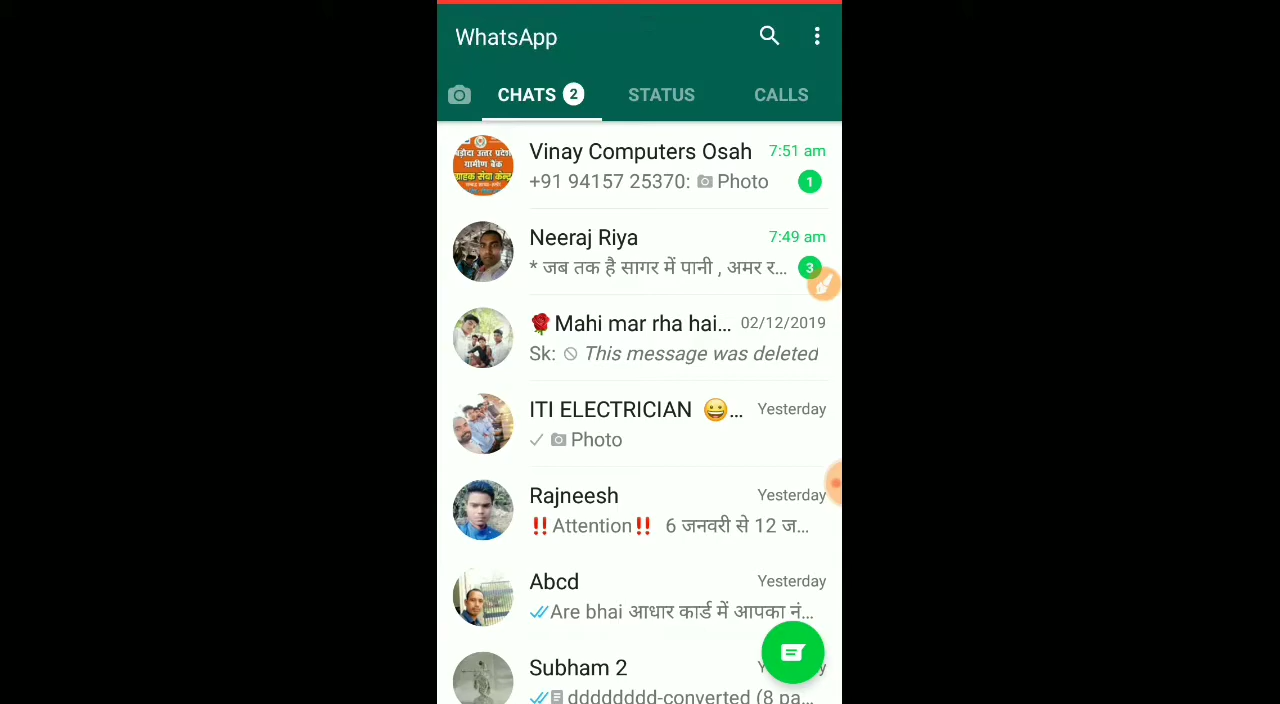 WhatsApp
CHATS 2 STATUS CALLS
Vinay Computers Osah 7:51 am
+91 94157 25370: Photo 1
Neeraj Riya 7:49 am
* जब तक है सागर में पानी , अमर र... 3
🌹Mahi mar rha hai... 02/12/2019
Sk: This message was deleted
ITI ELECTRICIAN 😀... Yesterday
Photo
Rajneesh Yesterday
‼️Attention‼️ 6 जनवरी से 12 ज...
Abcd Yesterday
Are bhai आधार कार्ड में आपका नं...
Subham 2
dddddddd-converted (8 pa...